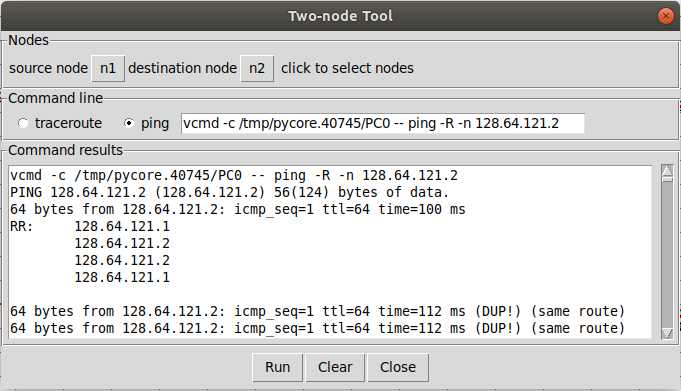 Two-node Tool
Nodes
source node n1 destination node n2 click to select nodes
Command line
traceroute ping vcmd -c /tmp/pycore.40745/PC0 -- ping -R -n 128.64.121.2
Command results
vcmd -c /tmp/pycore.40745/PC0 -- ping -R -n 128.64.121.2
PING 128.64.121.2 (128.64.121.2) 56(124) bytes of data.
64 bytes from 128.64.121.2: icmp_seq=1 ttl=64 time=100 ms
RR:     128.64.121.1
        128.64.121.2
        128.64.121.2
        128.64.121.1
64 bytes from 128.64.121.2: icmp_seq=1 ttl=64 time=112 ms (DUP!) (same route)
64 bytes from 128.64.121.2: icmp_seq=1 ttl=64 time=112 ms (DUP!) (same route)
Run Clear Close